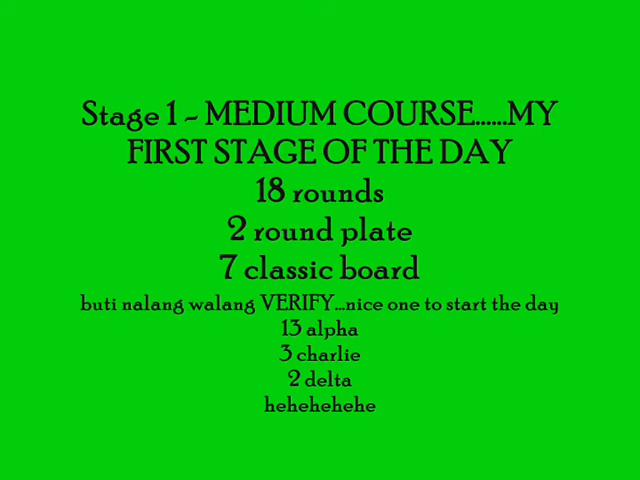 Stage 1 - MEDIUM COURSE......MY
FIRST STAGE OF THE DAY
18 rounds
2 round plate
7 classic board
buti nalang walang VERIFY...nice one to start the day
13 alpha
3 charlie
2 delta
hehehehehe